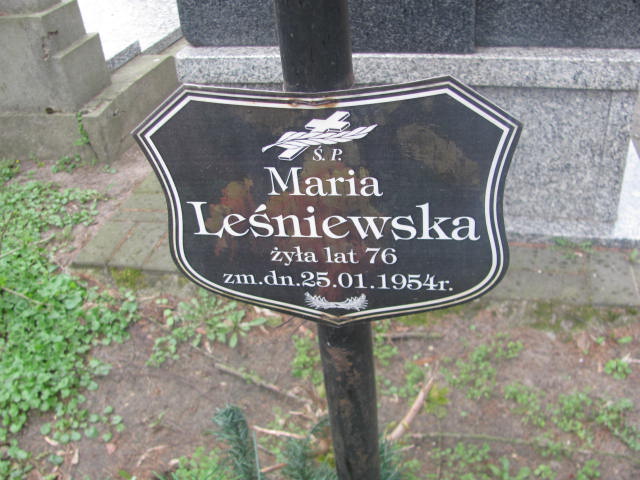 Ś. P.
Maria
Leśniewska
żyła lat 76
zm.dn.25.01.1954r.